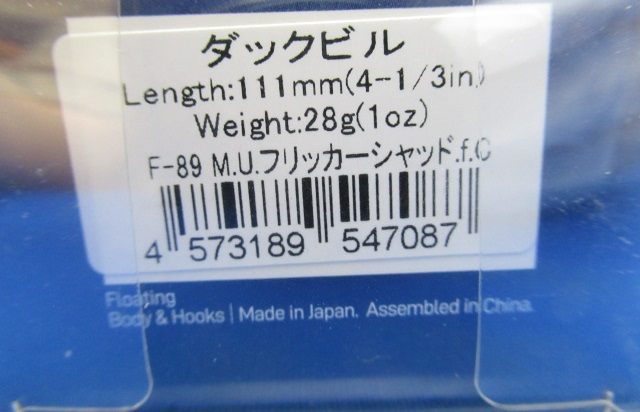 ダックビル
Length:111mm(4-1/3in.)
Weight:28g(1oz)
F-89 M.U.フリッカーシャッド.f.C
4 573189 547087
Floating
Body & Hooks | Made in Japan. Assembled in China.